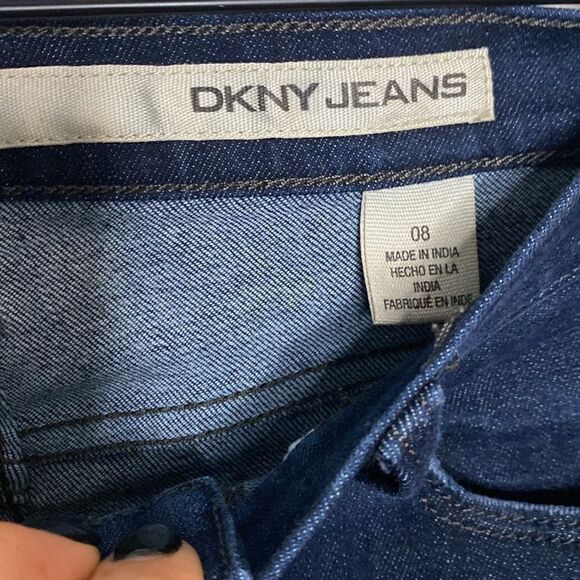 DKNY JEANS
08
MADE IN INDIA
HECHO EN LA
INDIA
FABRIQUÉ EN INDE